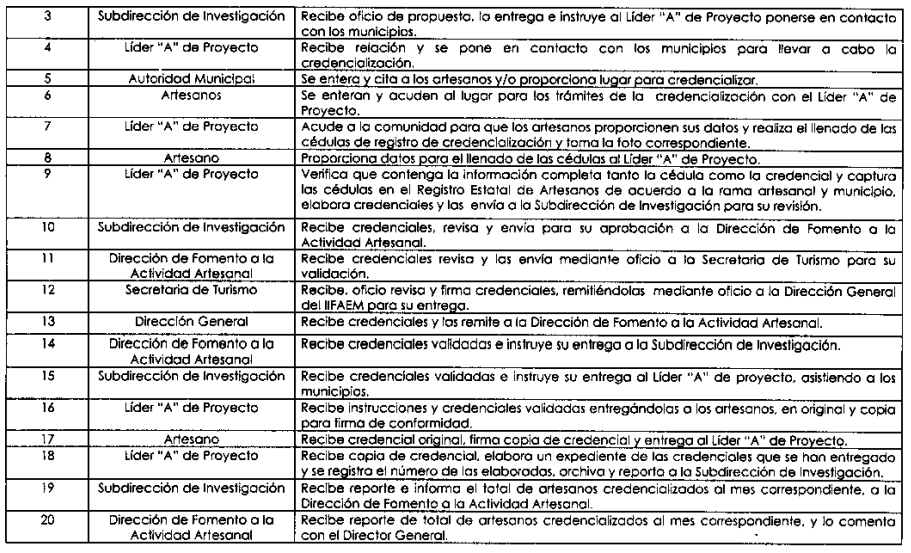 3 Subdirección de Investigación Recibe oficio de propuesta, la entrega e instruye al Líder "A" de Proyecto ponerse en contacto
con los municipios.
4 Líder "A" de Proyecto Recibe relación y se pone en contacto con los municipios para llevar a cabo la
credencialización.
5 Autoridad Municipal Se entera y cita a los artesanos y/o proporciona lugar para credencializar.
6 Artesanos Se enteran y acuden al lugar para los trámites de la credencialización con el Líder "A" de
Proyecto.
7 Líder "A" de Proyecto Acude a la comunidad para que los artesanos proporcionen sus datos y realiza el llenado de las
cédulas de registro de credencialización y toma la foto correspondiente.
8 Artesano Proporciona datos para el llenado de las cédulas al Líder "A" de Proyecto.
9 Líder "A" de Proyecto Verifica que contenga la información completa tanto la cédula como la credencial y captura
las cédulas en el Registro Estatal de Artesanos de acuerdo a la rama artesanal y municipio,
elabora credenciales y las envía a la Subdirección de Investigación para su revisión.
10 Subdirección de Investigación Recibe credenciales, revisa y envía para su aprobación a la Dirección de Fomento a la
Actividad Artesanal.
11 Dirección de Fomento a la Recibe credenciales revisa y las envía mediante oficio a la Secretaria de Turismo para su
Actividad Artesanal validación.
12 Secretaria de Turismo Recibe, oficio revisa y firma credenciales, remitiéndolas mediante oficio a la Dirección General
del IIFAEM para su entrega.
13 Dirección General Recibe credenciales y las remite a la Dirección de Fomento a la Actividad Artesanal.
14 Dirección de Fomento a la Recibe credenciales validadas e instruye su entrega a la Subdirección de Investigación.
Actividad Artesanal
15 Subdirección de Investigación Recibe credenciales validadas e instruye su entrega al Líder "A" de proyecto, asistiendo a los
municipios.
16 Líder "A" de Proyecto Recibe instrucciones y credenciales validadas entregándolas a los artesanos, en original y copia
para firma de conformidad.
17 Artesano Recibe credencial original, firma copia de credencial y entrega al Líder "A" de Proyecto.
18 Líder "A" de Proyecto Recibe copia de credencial, elabora un expediente de las credenciales que se han entregado
y se registra el número de las elaboradas, archiva y reporta a la Subdirección de Investigación.
19 Subdirección de Investigación Recibe reporte e informa el total de artesanos credencializados al mes correspondiente, a la
Dirección de Fomento a la Actividad Artesanal.
20 Dirección de Fomento a la Recibe reporte de total de artesanos credencializados al mes correspondiente, y lo comenta
Actividad Artesanal con el Director General.